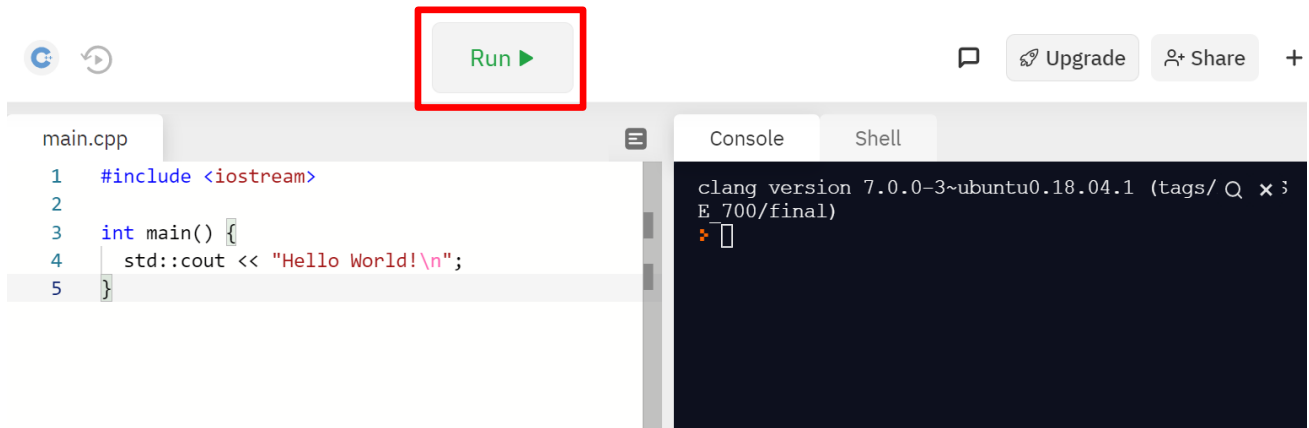 Run
Upgrade
Share
main.cpp
Console
Shell
1 #include <iostream>
2
3 int main() {
4 std::cout << "Hello World!\n";
5 }
clang version 7.0.0-3~ubuntu0.18.04.1 (tags/
E_700/final)